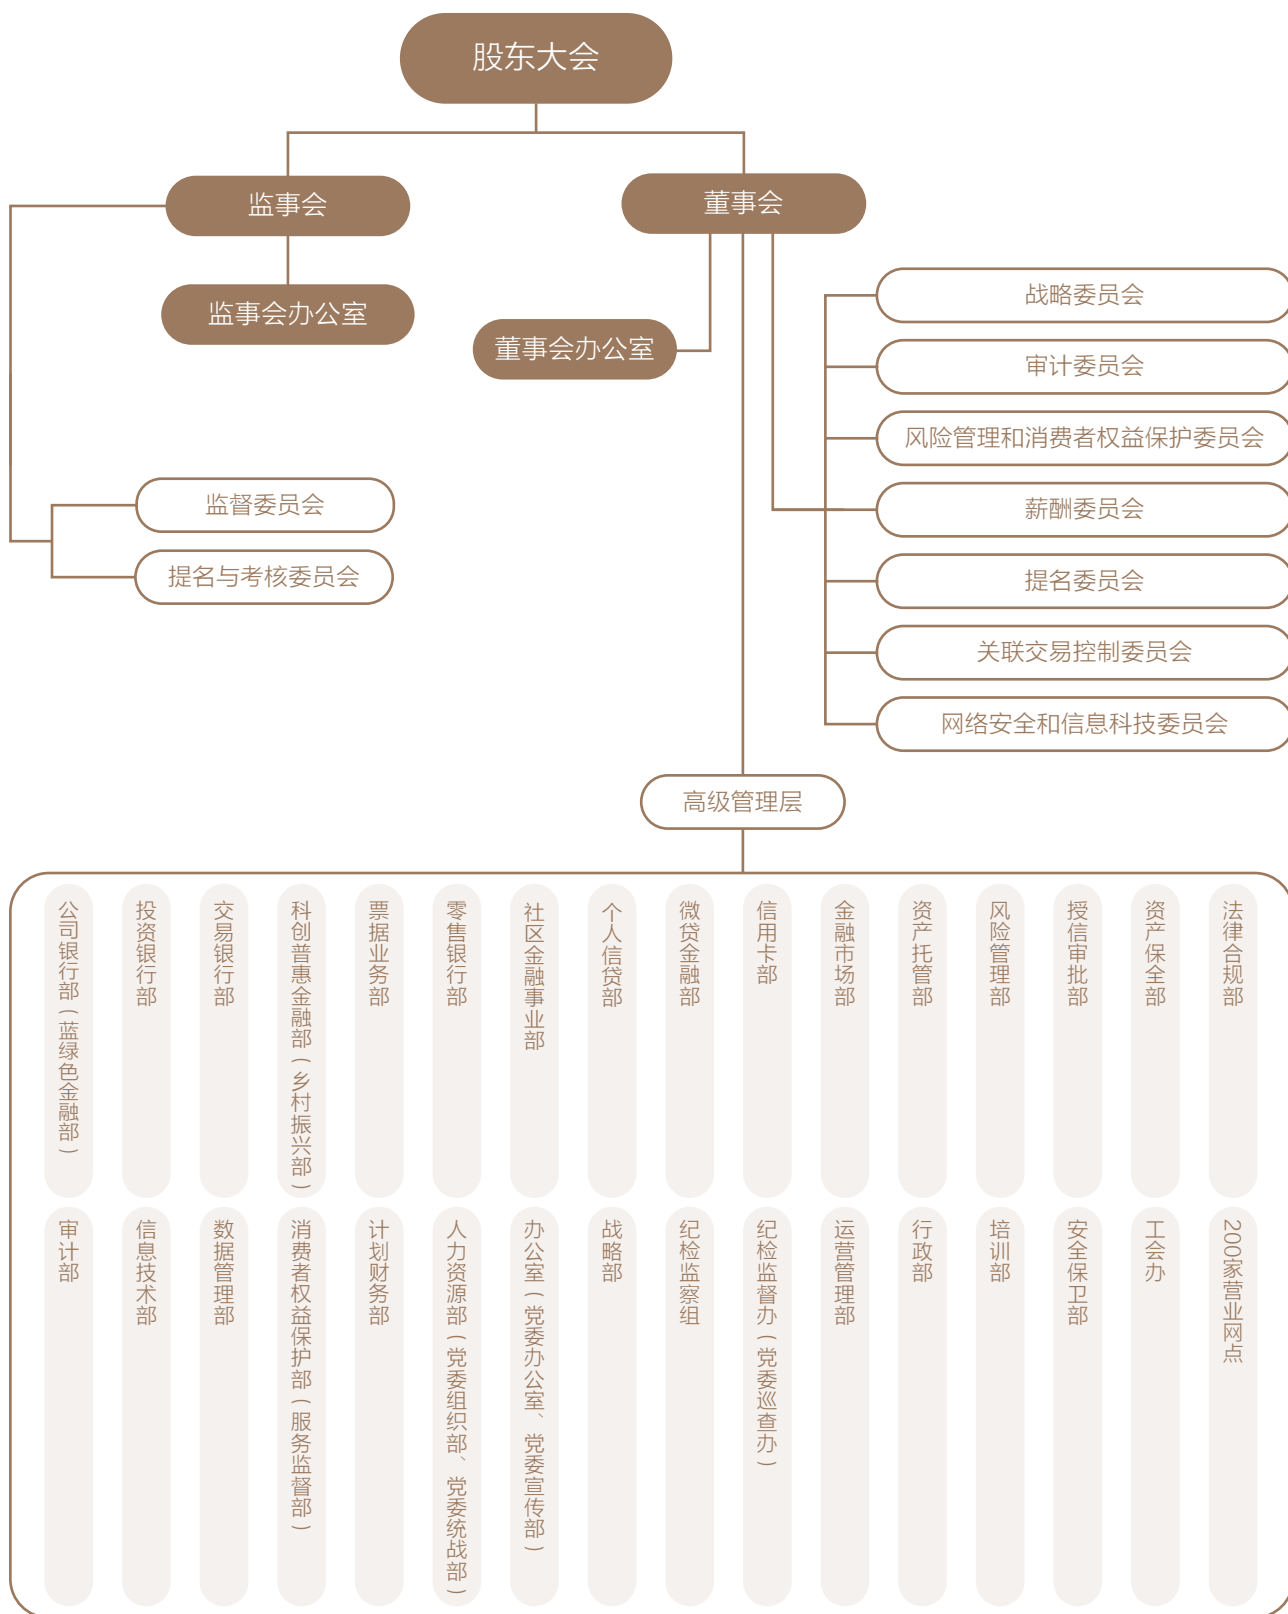 股东大会
监事会
董事会
监事会办公室
董事会办公室
战略委员会
审计委员会
风险管理和消费者权益保护委员会
薪酬委员会
提名委员会
关联交易控制委员会
网络安全和信息科技委员会
监督委员会
提名与考核委员会
高级管理层
公司银行部(蓝绿色金融部)
投资银行部
交易银行部
科创普惠金融部(乡村振兴部)
票据业务部
零售银行部
社区金融事业部
个人信贷部
微贷金融部
信用卡部
金融市场部
资产托管部
风险管理部
授信审批部
资产保全部
法律合规部
审计部
信息技术部
数据管理部
消费者权益保护部(服务监督部)
计划财务部
人力资源部(党委组织部、党委统战部)
办公室(党委办公室、党委宣传部)
战略部
纪检监察组
纪检监督办(党委巡查办)
运营管理部
行政部
培训部
安全保卫部
工会办
200家营业网点